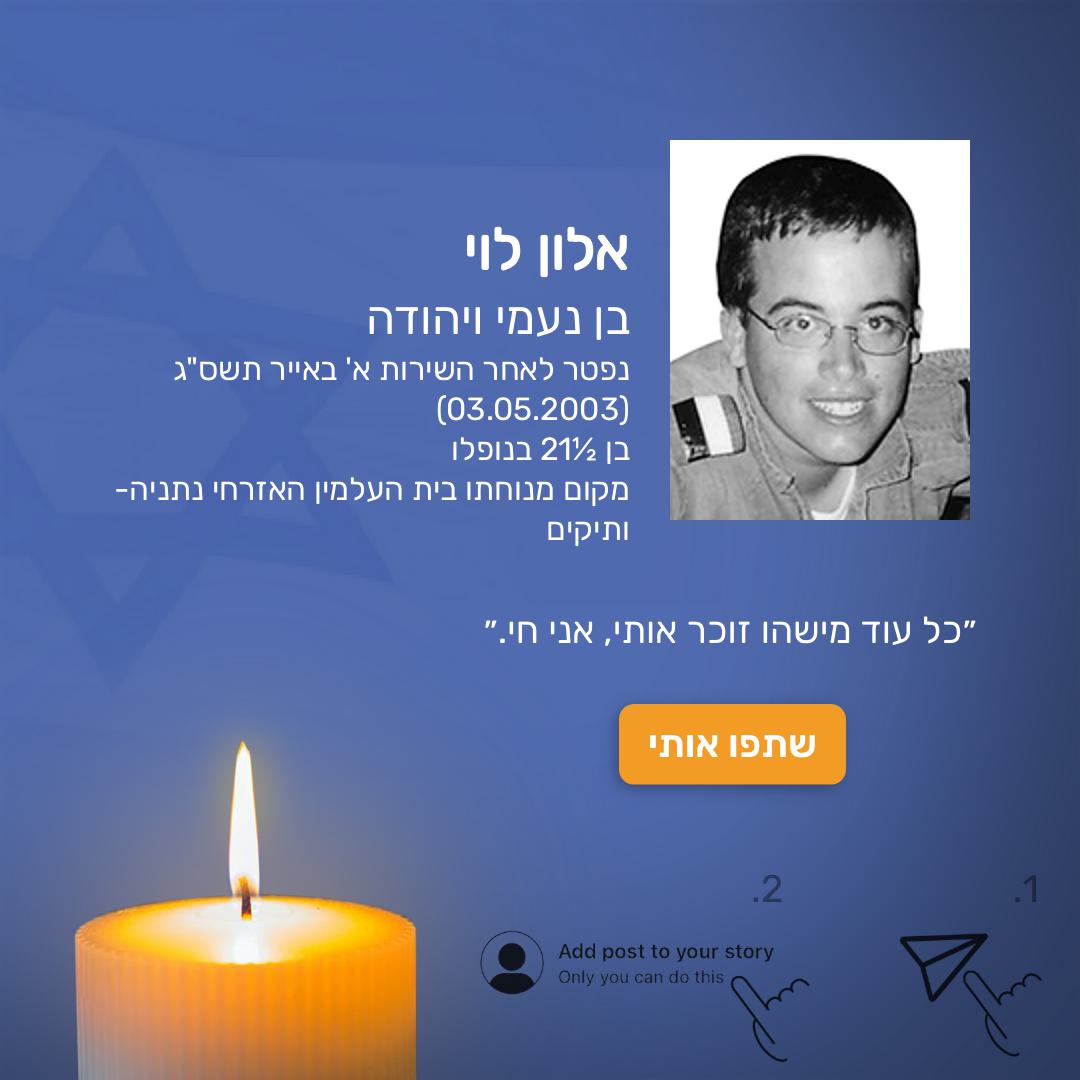 אלון לוי
בן נעמי ויהודה
נפטר לאחר השירות א' באייר תשס"ג
(03.05.2003)
בן 21½ בנופלו
מקום מנוחתו בית העלמין האזרחי נתניה-
ותיקים
״כל עוד מישהו זוכר אותי, אני חי.״
שתפו אותי
1.
2.
Add post to your story
Only you can do this